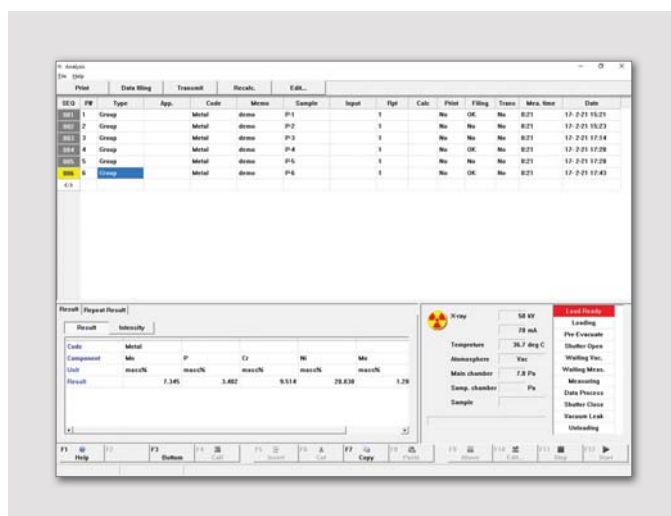 Analysis
File Help
Print Data filing Transmit Recalc. Edit...
SEQ P# Type App. Code Memo Sample Input Rpt Calc Print Filing Trans Mea. time Date
001 1 Group Metal demo P-1 1 No OK No 8:21 17- 2-21 15:21
002 2 Group Metal demo P-2 1 No No No 8:21 17- 2-21 15:23
003 3 Group Metal demo P-3 1 No OK No 8:21 17- 2-21 17:14
004 4 Group Metal demo P-4 1 No OK No 8:21 17- 2-21 17:28
005 5 Group Metal demo P-5 1 No No No 8:21 17- 2-21 17:28
006 6 Group Metal demo P-6 1 No OK No 8:21 17- 2-21 17:43
Result Repeat Result
Result Intensity
Code Metal
Component Mn P Cr Ni Mo
Unit mass% mass% mass% mass% mass%
Result 7.345 3.402 9.514 20.830 1.20
X-ray 50 kV
70 mA
Tempreture 36.7 deg C
Atomosphere Vac
Main chamber 7.8 Pa
Samp. chamber Pa
Sample
Load Ready
Loading
Pre Evacuate
Shutter Open
Waiting Vac.
Waiting Meas.
Measuring
Data Process
Shutter Close
Vacuum Leak
Unloading
F1 Help F2 F3 Bottom F4 Call F5 Insert F6 Cut F7 Copy F8 Paste F9 Above F10 Edit... F11 Stop F12 Start